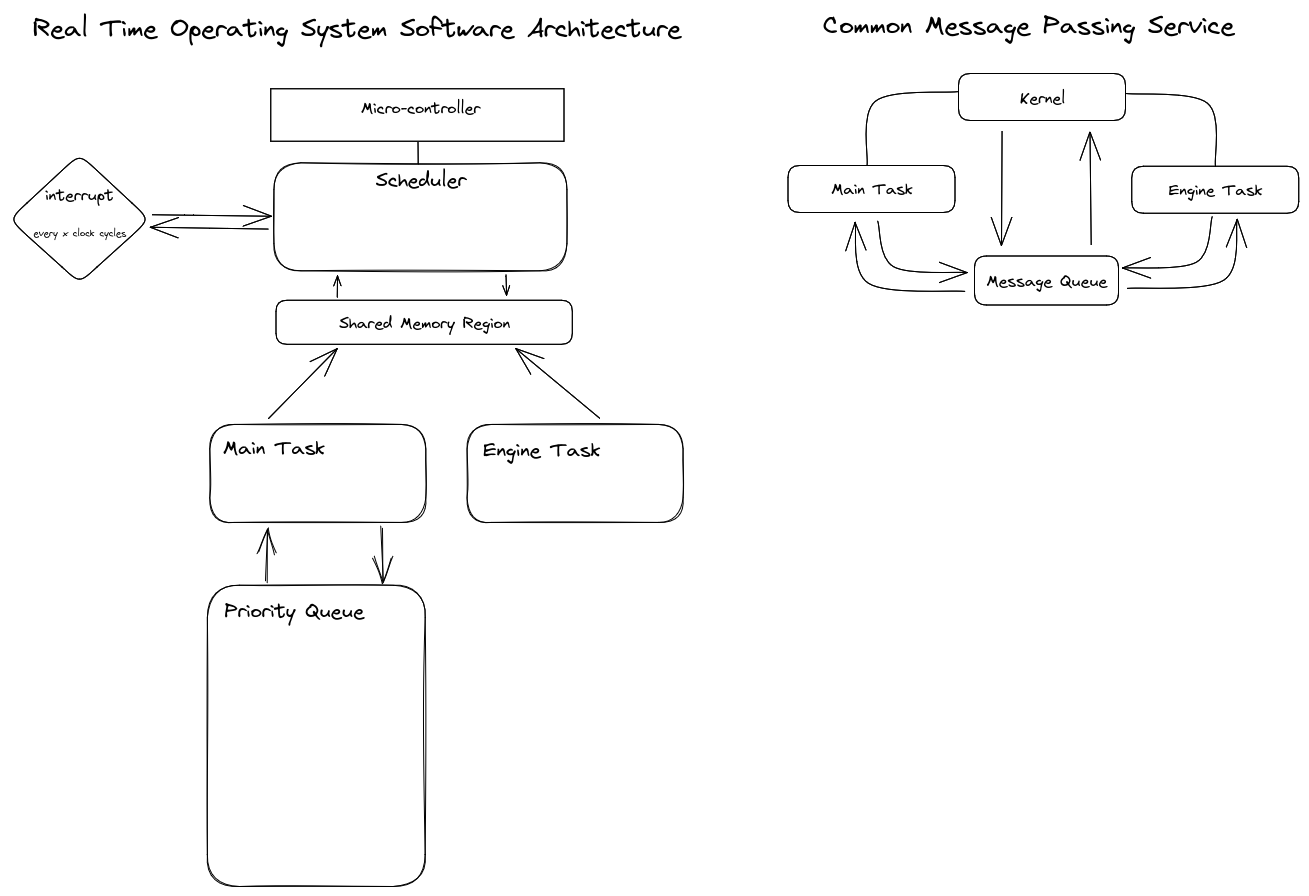 Real Time Operating System Software Architecture
Micro-controller
Scheduler
interrupt
every x clock cycles
Shared Memory Region
Main Task
Engine Task
Priority Queue
Common Message Passing Service
Kernel
Main Task
Engine Task
Message Queue